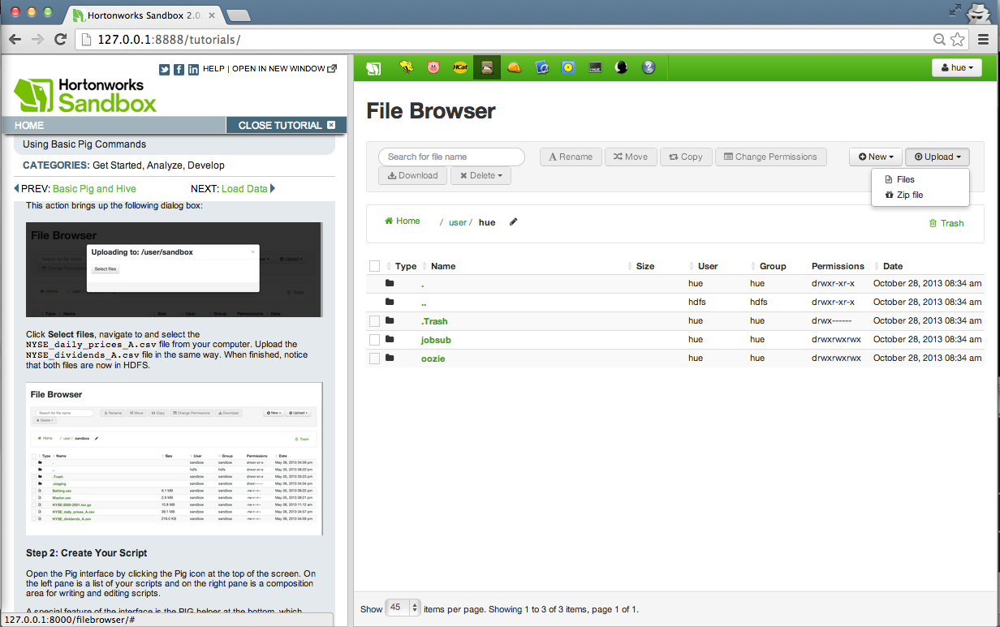 Hortonworks Sandbox 2.0.
127.0.0.1:8888/tutorials/
HELP | OPEN IN NEW WINDOW
Hortonworks
Sandbox
HOME
CLOSE TUTORIAL
Using Basic Pig Commands
CATEGORIES: Get Started, Analyze, Develop
PREV: Basic Pig and Hive
NEXT: Load Data
This action brings up the following dialog box:
File Browser
Uploading to: /user/sandbox
Select files
Click Select files, navigate to and select the
NYSE_daily_prices_A.csv file from your computer. Upload the
NYSE_dividends_A.csv file in the same way. When finished, notice
that both files are now in HDFS.
File Browser
Search for file name Rename Move Copy Change Permissions Download New Upload
Delete
Home / user / sandbox Trash
Type Name Size User Group Permissions Date
. sandbox sandbox drwxr-xr-x May 06, 2013 04:59 pm
.. hdfs sandbox drwxr-xr-x May 05, 2013 08:22 pm
.Trash sandbox sandbox drwxr-xr-x May 05, 2013 03:23 pm
.staging sandbox sandbox drwx------ May 06, 2013 04:04 pm
Batting.csv 6.1 MB sandbox sandbox -rw-r--r-- May 05, 2013 08:22 pm
Master.csv 2.9 MB sandbox sandbox -rw-r--r-- May 05, 2013 08:21 pm
NYSE-2000-2001.tsv.gz 10.8 MB sandbox sandbox -rw-r--r-- May 06, 2013 11:12 am
NYSE_daily_prices_A.csv 39.1 MB sandbox sandbox -rw-r--r-- May 06, 2013 04:57 pm
NYSE_dividends_A.csv 219.0 KB sandbox sandbox -rw-r--r-- May 06, 2013 04:59 pm
Step 2: Create Your Script
Open the Pig interface by clicking the Pig icon at the top of the screen. On
the left pane is a list of your scripts and on the right pane is a composition
area for writing and editing scripts.
A special feature of the interface is the PIG helper at the bottom, which
127.0.0.1:8000/filebrowser/#
HCat
HUE
hue
File Browser
Search for file name
Rename
Move
Copy
Change Permissions
New
Upload
Download
Delete
Files
Zip file
Home / user / hue
Trash
Type Name Size User Group Permissions Date
. hue hue drwxr-xr-x October 28, 2013 08:34 am
.. hdfs hdfs drwxr-xr-x October 28, 2013 08:34 am
.Trash hue hue drwx------ October 28, 2013 08:34 am
jobsub hue hue drwxrwxrwx October 28, 2013 08:34 am
oozie hue hue drwxrwxrwx October 28, 2013 08:34 am
Show 45 items per page. Showing 1 to 3 of 3 items, page 1 of 1.